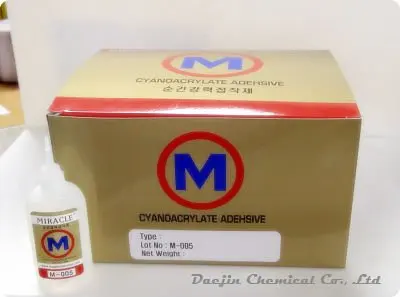 M
CYANOACRYLATE ADEHSIVE
순간강력접착제
M
CYANOACRYLATE ADEHSIVE
Type :
Lot No : M-005
Net Weight :
MIRACLE
M
M-005
Daejin Chemical Co., Ltd